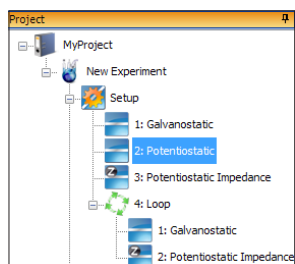 Project
MyProject
New Experiment
Setup
1: Galvanostatic
2: Potentiostatic
3: Potentiostatic Impedance
4: Loop
1: Galvanostatic
2: Potentiostatic Impedance